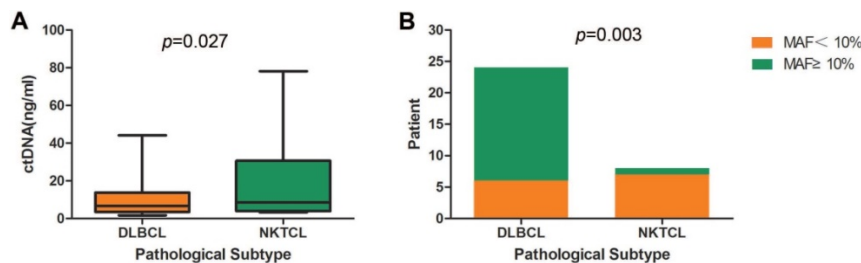 A
p=0.027
ctDNA(ng/ml)
100
80
60
40
20
0
DLBCL
NKTCL
Pathological Subtype
B
p=0.003
Patient
30
25
20
15
10
5
0
DLBCL
NKTCL
Pathological Subtype
MAF< 10%
MAF≥ 10%